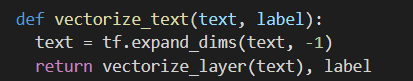 def vectorize_text(text, label):
  text = tf.expand_dims(text, -1)
  return vectorize_layer(text), label